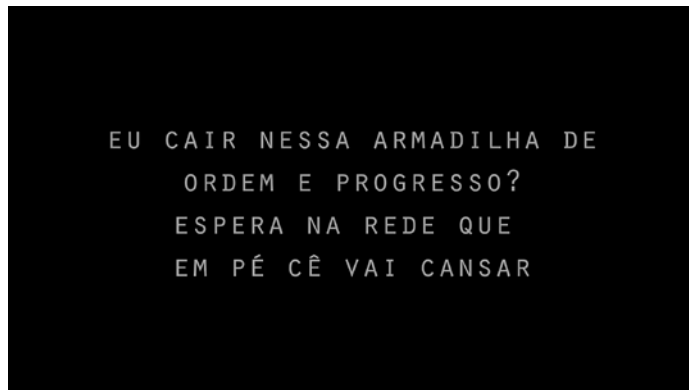 EU CAIR NESSA ARMADILHA DE
ORDEM E PROGRESSO?
ESPERA NA REDE QUE
EM PÉ CÊ VAI CANSAR